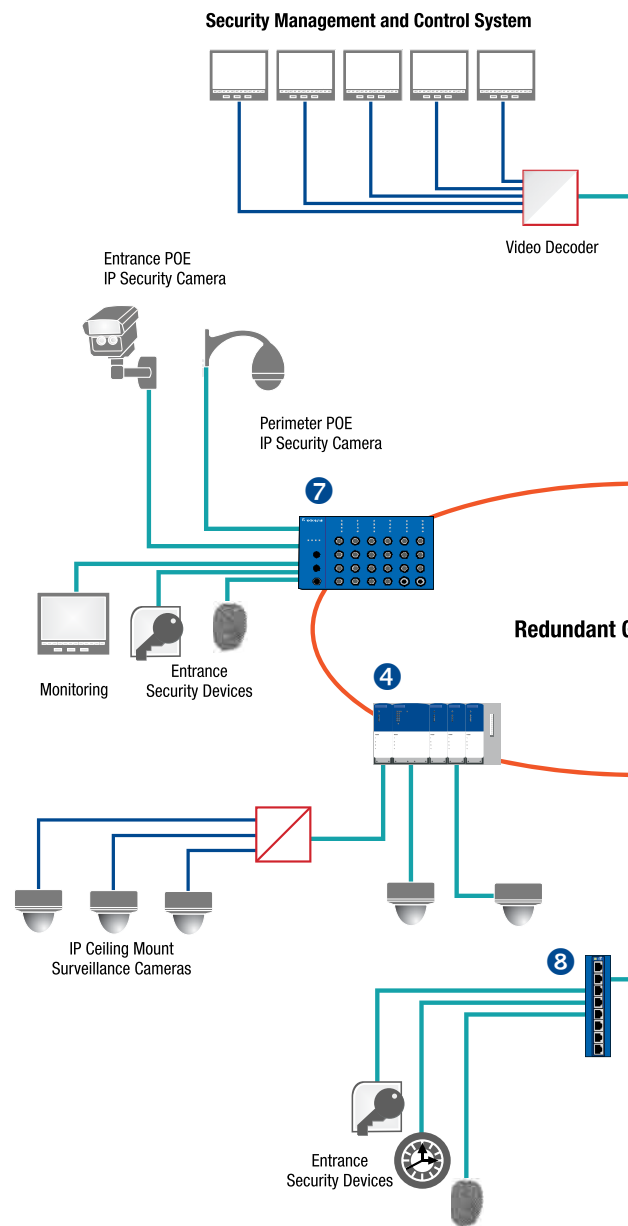 Security Management and Control System
Video Decoder
Entrance POE
IP Security Camera
Perimeter POE
IP Security Camera
7
Redundant
Monitoring
Entrance
Security Devices
4
IP Ceiling Mount
Surveillance Cameras
8
Entrance
Security Devices